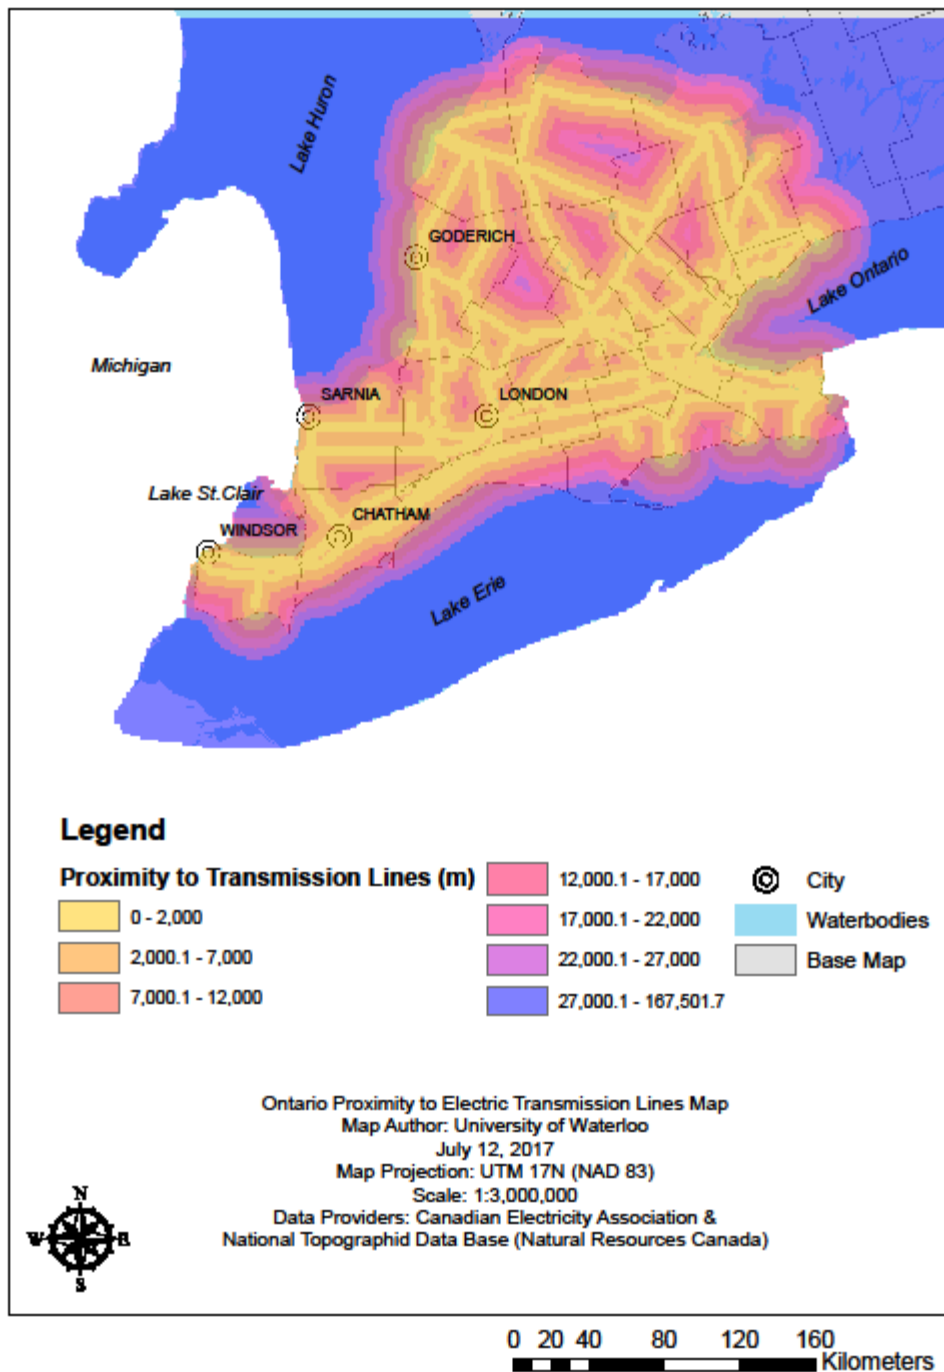 Lake Huron
GODERICH
Lake Ontario
Michigan
SARNIA
LONDON
Lake St.Clair
WINDSOR
CHATHAM
Lake Erie
Legend
Proximity to Transmission Lines (m)
0 - 2,000
2,000.1 - 7,000
7,000.1 - 12,000
12,000.1 - 17,000
17,000.1 - 22,000
22,000.1 - 27,000
27,000.1 - 167,501.7
City
Waterbodies
Base Map
Ontario Proximity to Electric Transmission Lines Map
Map Author: University of Waterloo
July 12, 2017
Map Projection: UTM 17N (NAD 83)
Scale: 1:3,000,000
Data Providers: Canadian Electricity Association &
National Topographid Data Base (Natural Resources Canada)
N
W E
S
0 20 40 80 120 160
Kilometers